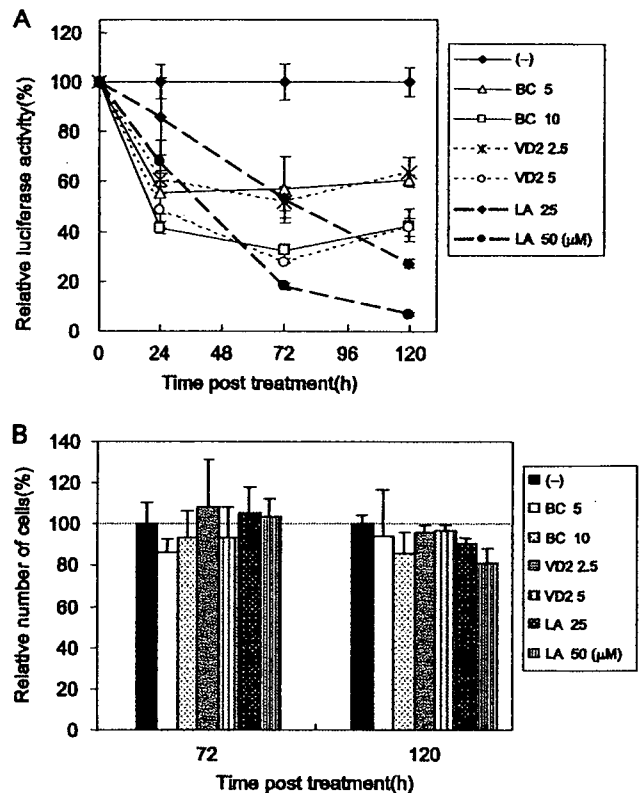 A
120
100
80
60
40
20
0
Relative luciferase activity(%)
0 24 48 72 96 120
Time post treatment(h)
(–)
BC 5
BC 10
VD2 2.5
VD2 5
LA 25
LA 50 (μM)
B
140
120
100
80
60
40
20
0
Relative number of cells(%)
72 120
Time post treatment(h)
(–)
BC 5
BC 10
VD2 2.5
VD2 5
LA 25
LA 50 (μM)